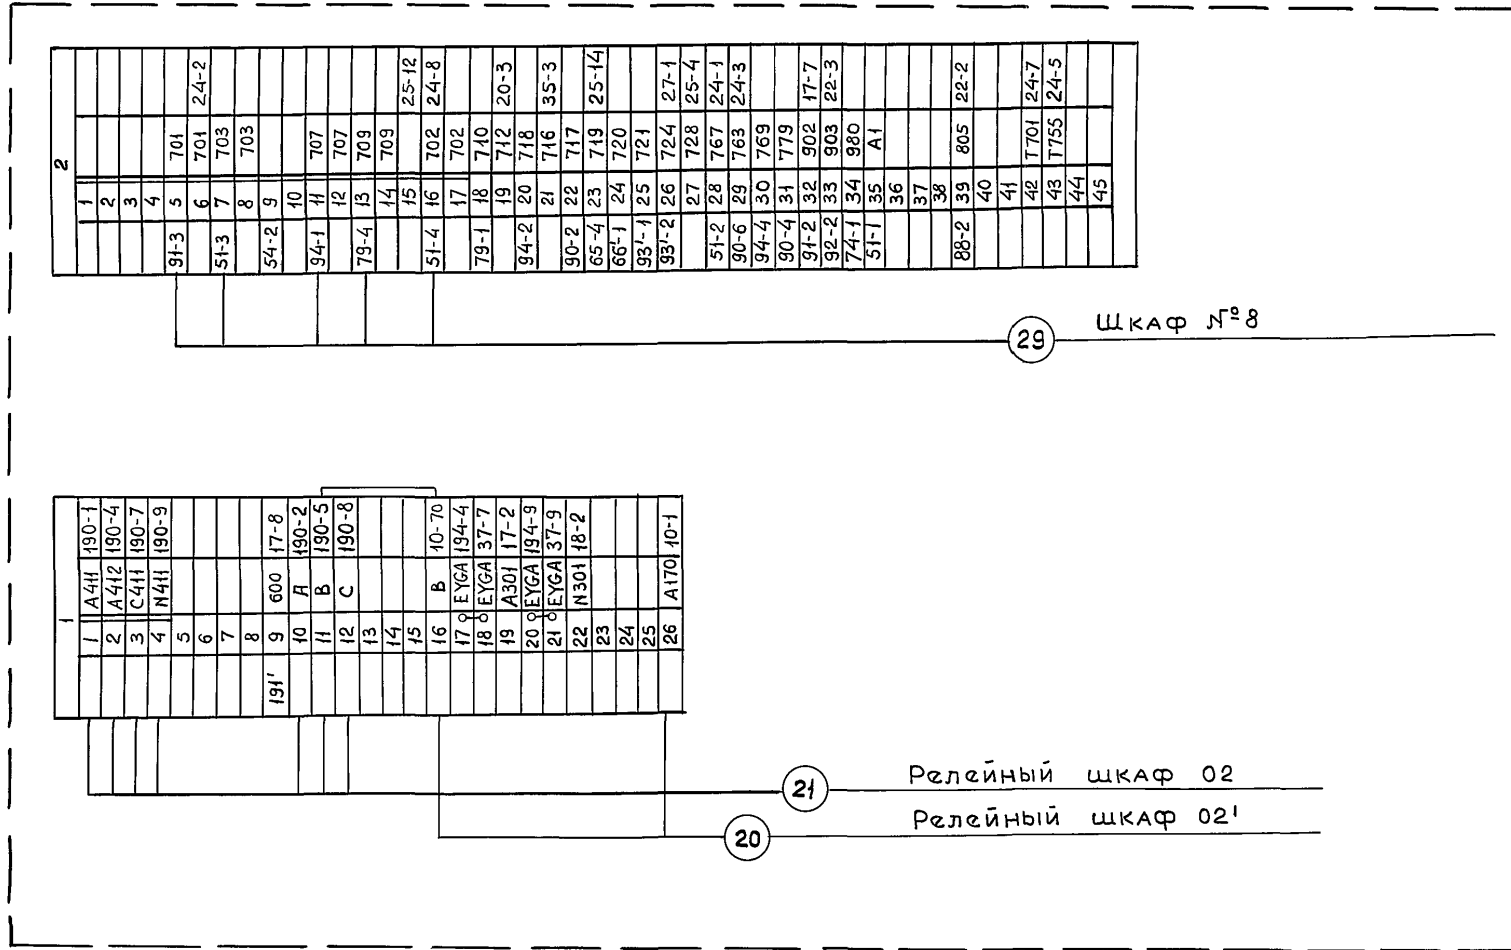 2
1
2
3
4
91-3 5 701
6 701 24-2
51-3 7 703
8 703
54-2 9
10
94-1 11 707
12 707
79-4 13 709
14 709
15 25-12
51-4 16 702 24-8
17 702
79-1 18 710
19 712 20-3
94-2 20 718
21 716 35-3
90-2 22 717
65-4 23 719 25-14
66'-1 24 720
93'-1 25 721
93'-2 26 724 27-1
27 728 25-4
51-2 28 767 24-1
90-6 29 763 24-3
94-4 30 769
90-4 31 779
91-2 32 902 17-7
92-2 33 903 22-3
74-1 34 980
51-1 35 A1
36
37
38
88-2 39 805 22-2
40
41
42 Т701 24-7
43 Т755 24-5
44
45
29 Шкаф №8
1
1 A411 190-1
2 A412 190-4
3 C411 190-7
4 N411 190-9
5
6
7
8
191' 9 600 17-8
10 A 190-2
11 B 190-5
12 C 190-8
13
14
15
16 B 10-70
17 EYGA 194-4
18 EYGA 37-7
19 A301 17-2
20 EYGA 194-9
21 EYGA 37-9
22 N301 18-2
23
24
25
26 A170 10-1
21 Релейный шкаф 02
20 Релейный шкаф 02'